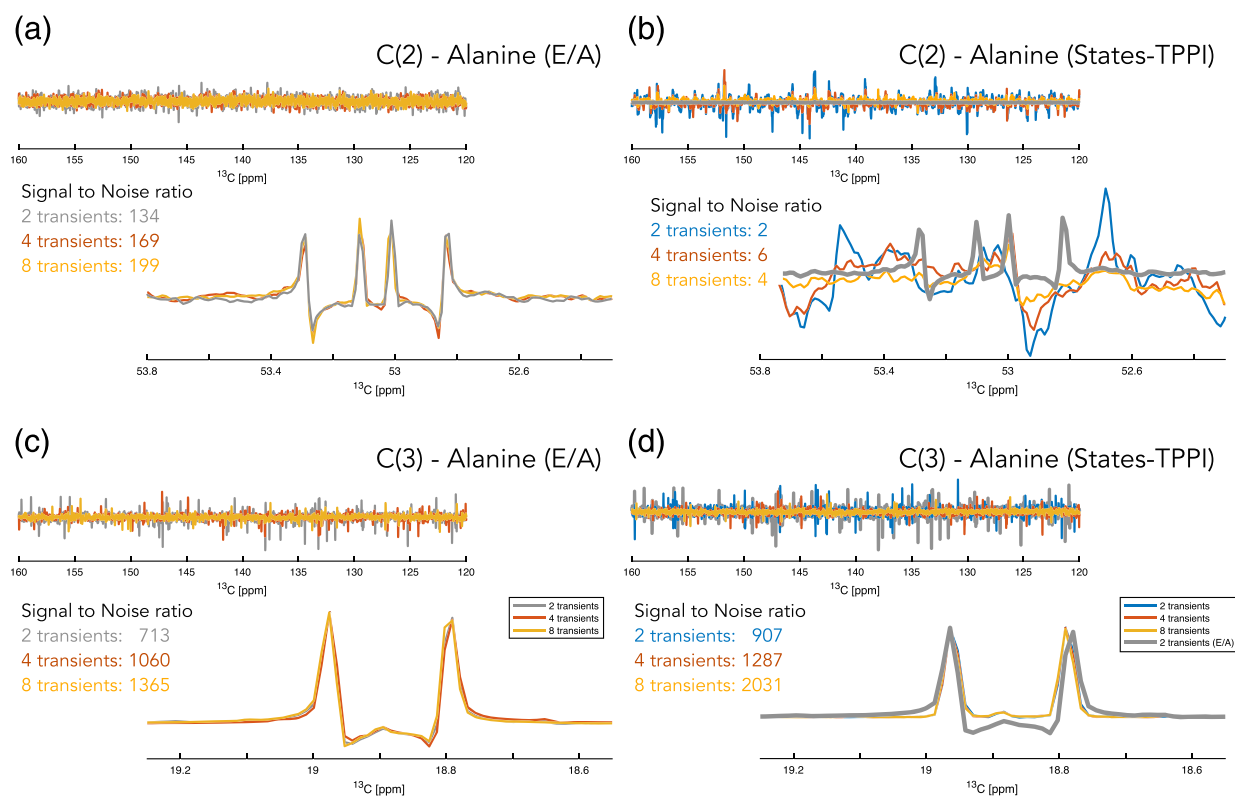 (a)
C(2) - Alanine (E/A)
160 155 150 145 140 135 130 125 120
13C [ppm]
Signal to Noise ratio
2 transients: 134
4 transients: 169
8 transients: 199
53.8 53.4 53 52.6
13C [ppm]
(b)
C(2) - Alanine (States-TPPI)
160 155 150 145 140 135 130 125 120
13C [ppm]
Signal to Noise ratio
2 transients: 2
4 transients: 6
8 transients: 4
53.8 53.4 53 52.6
13C [ppm]
(c)
C(3) - Alanine (E/A)
160 155 150 145 140 135 130 125 120
13C [ppm]
Signal to Noise ratio
2 transients: 713
4 transients: 1060
8 transients: 1365
2 transients
4 transients
8 transients
19.2 19 18.8 18.6
13C [ppm]
(d)
C(3) - Alanine (States-TPPI)
160 155 150 145 140 135 130 125 120
13C [ppm]
Signal to Noise ratio
2 transients: 907
4 transients: 1287
8 transients: 2031
2 transients
4 transients
8 transients
2 transients (E/A)
19.2 19 18.8 18.6
13C [ppm]